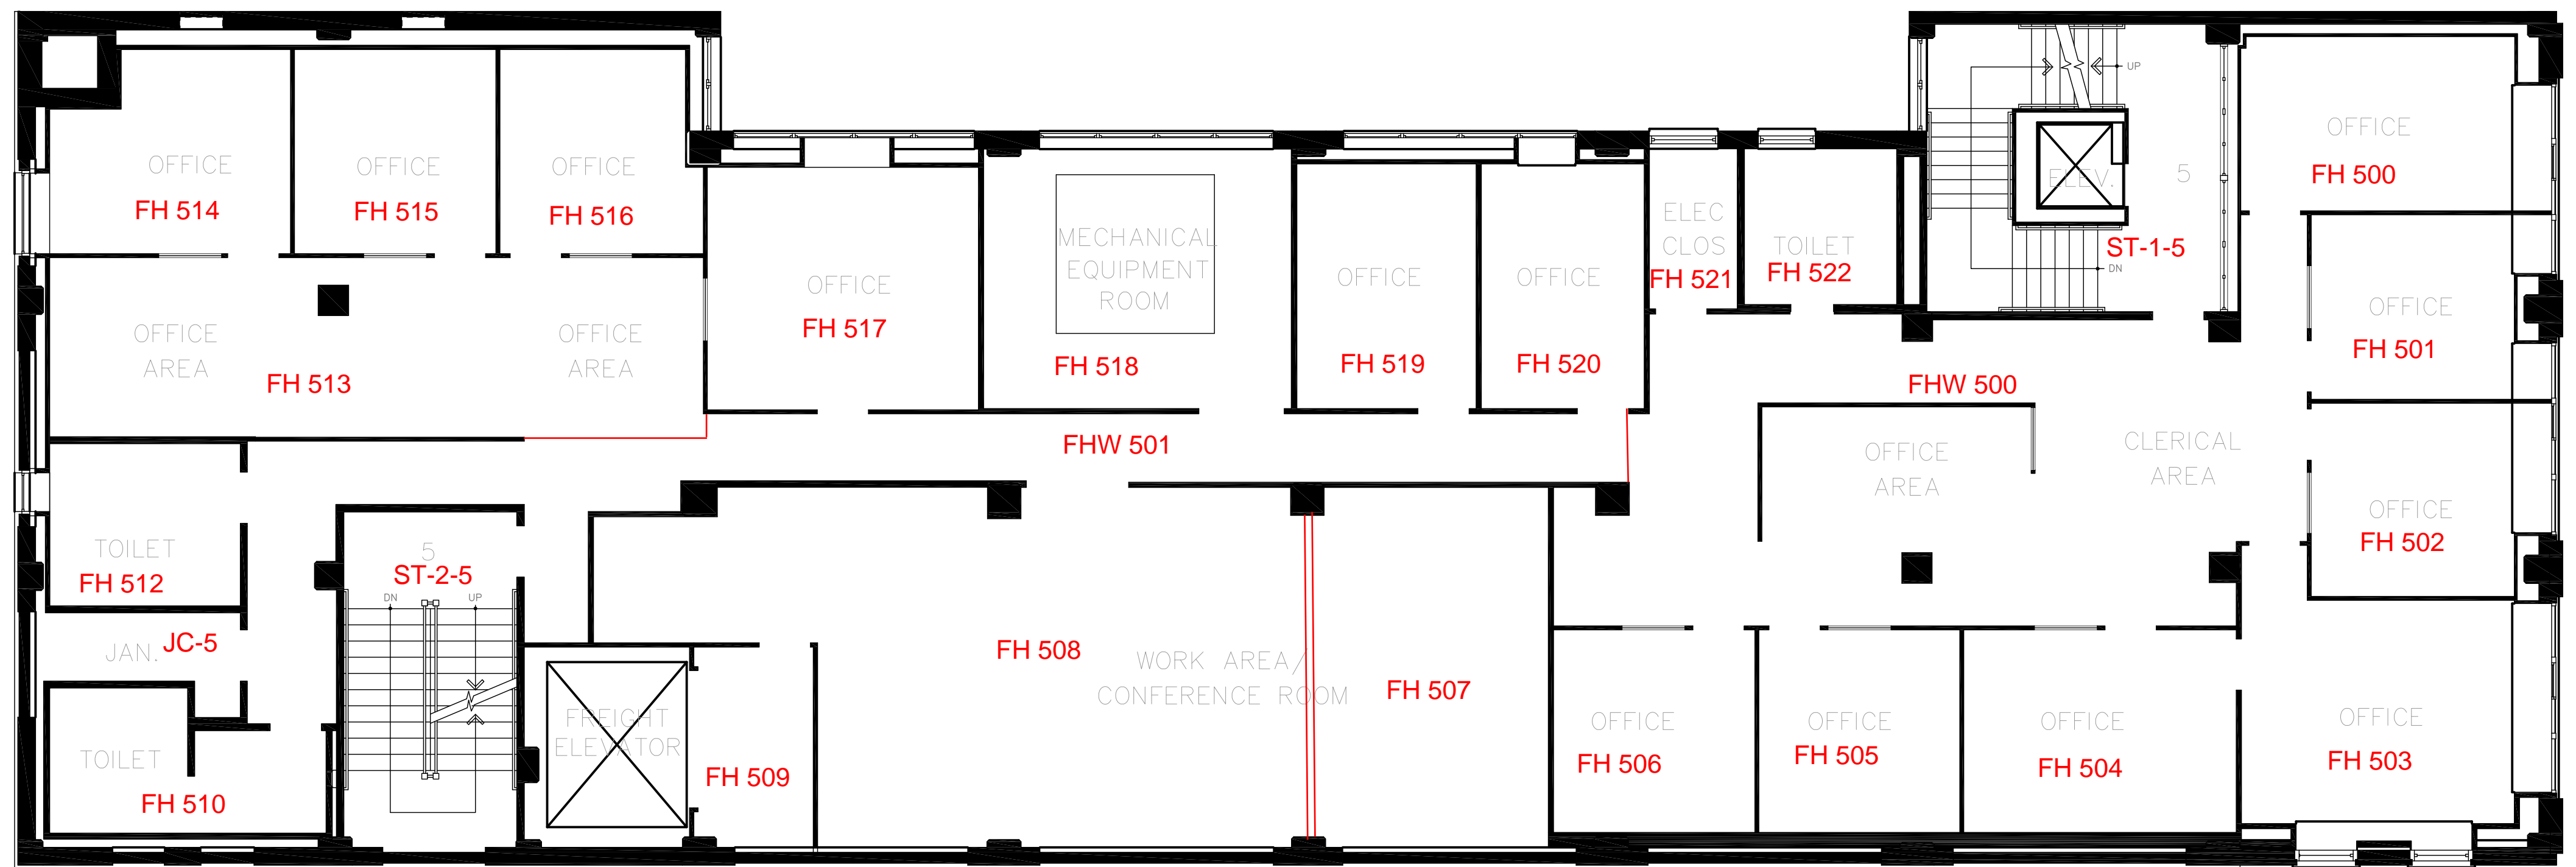 UP
OFFICE
FH 514
OFFICE
FH 515
OFFICE
FH 516
OFFICE
FH 517
MECHANICAL
EQUIPMENT
ROOM
FH 518
OFFICE
FH 519
OFFICE
FH 520
ELEC
CLOS
FH 521
TOILET
FH 522
ELEV.
5
ST-1-5
DN
OFFICE
FH 500
OFFICE
FH 501
OFFICE
AREA
FH 513
OFFICE
AREA
FHW 501
FHW 500
OFFICE
AREA
CLERICAL
AREA
OFFICE
FH 502
TOILET
FH 512
5
ST-2-5
DN
UP
JAN.
JC-5
TOILET
FH 510
FREIGHT
ELEVATOR
FH 509
FH 508
WORK AREA/
CONFERENCE ROOM
FH 507
OFFICE
FH 506
OFFICE
FH 505
OFFICE
FH 504
OFFICE
FH 503